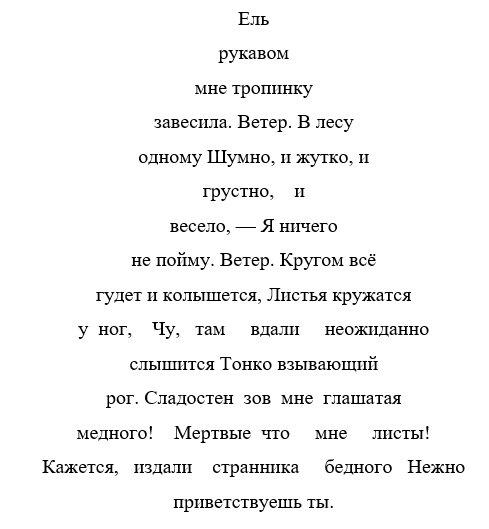 Ель
рукавом
мне тропинку
завесила. Ветер. В лесу
одному Шумно, и жутко, и
грустно, и
весело, — Я ничего
не пойму. Ветер. Кругом всё
гудет и колышется, Листья кружатся
у ног, Чу, там вдали неожиданно
слышится Тонко взывающий
рог. Сладостен зов мне глашатая
медного! Мертвые что мне листы!
Кажется, издали странника бедного Нежно
приветствуешь ты.